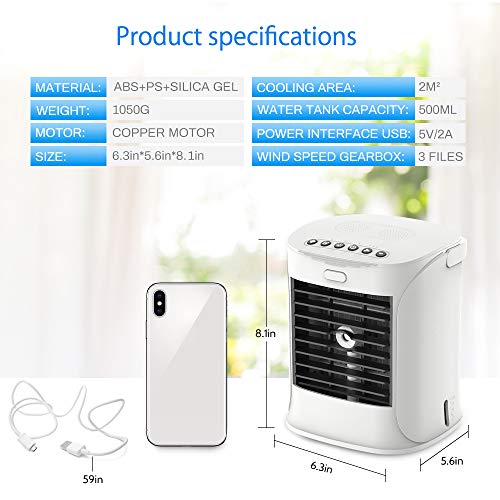 Product specifications
MATERIAL: ABS+PS+SILICA GEL
WEIGHT: 1050G
MOTOR: COPPER MOTOR
SIZE: 6.3in*5.6in*8.1in
COOLING AREA: 2M²
WATER TANK CAPACITY: 500ML
POWER INTERFACE USB: 5V/2A
WIND SPEED GEARBOX: 3 FILES
8.1in
59in
6.3in
5.6in